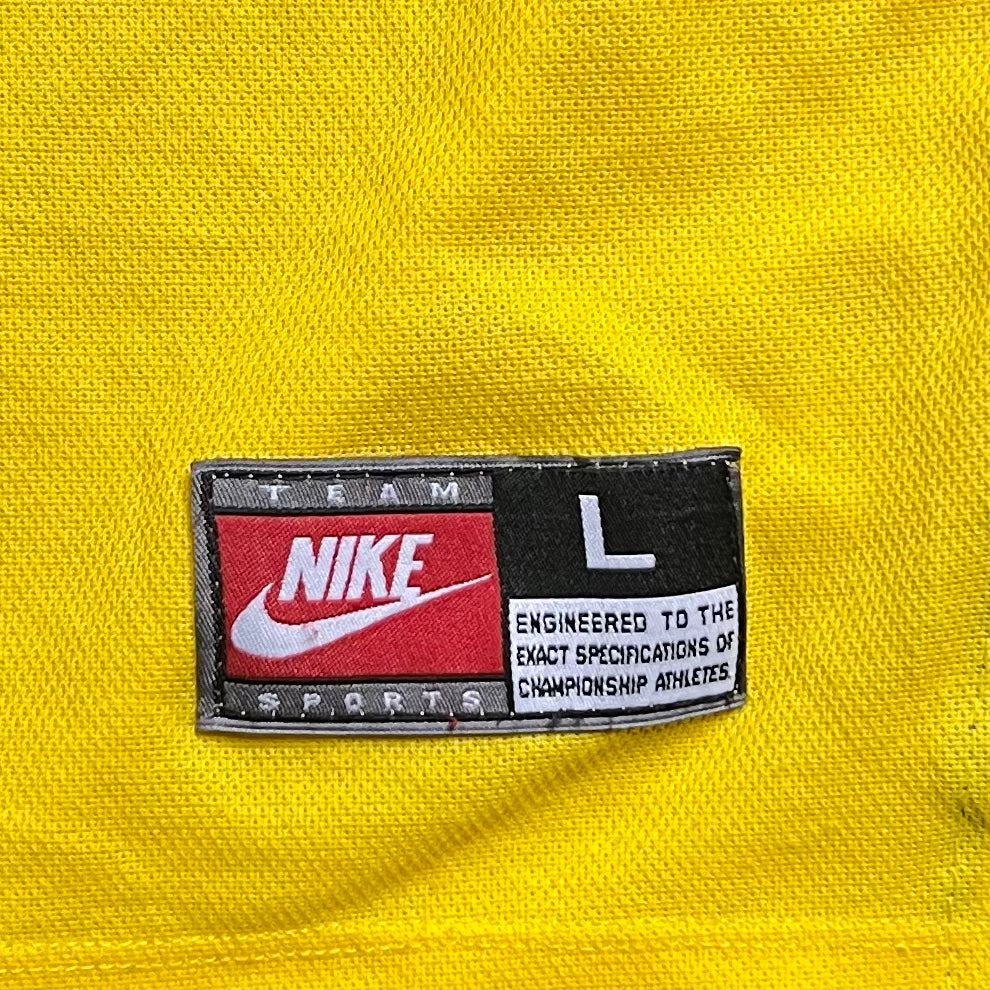 TEAM
NIKE
SPORTS
L
ENGINEERED TO THE
EXACT SPECIFICATIONS OF
CHAMPIONSHIP ATHLETES.